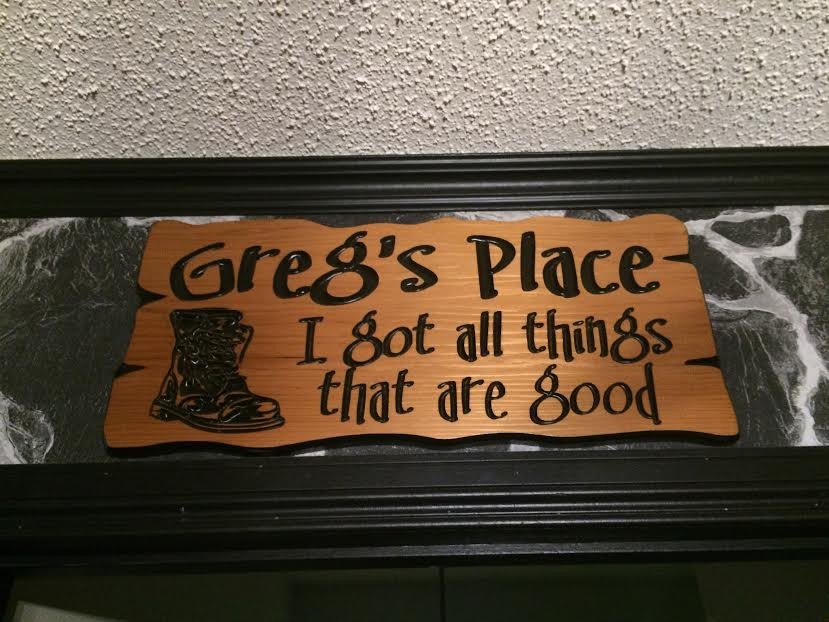 Greg's Place
I got all things
that are good